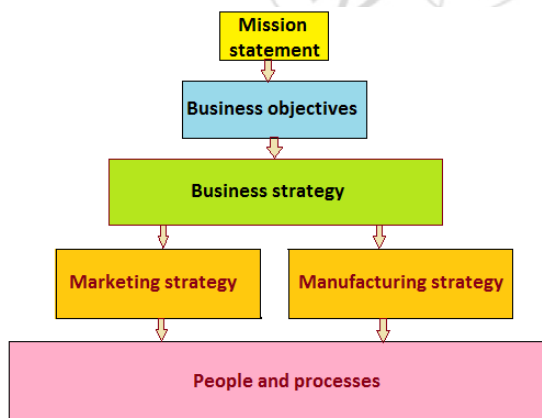 Mission
statement
Business objectives
Business strategy
Marketing strategy
Manufacturing strategy
People and processes